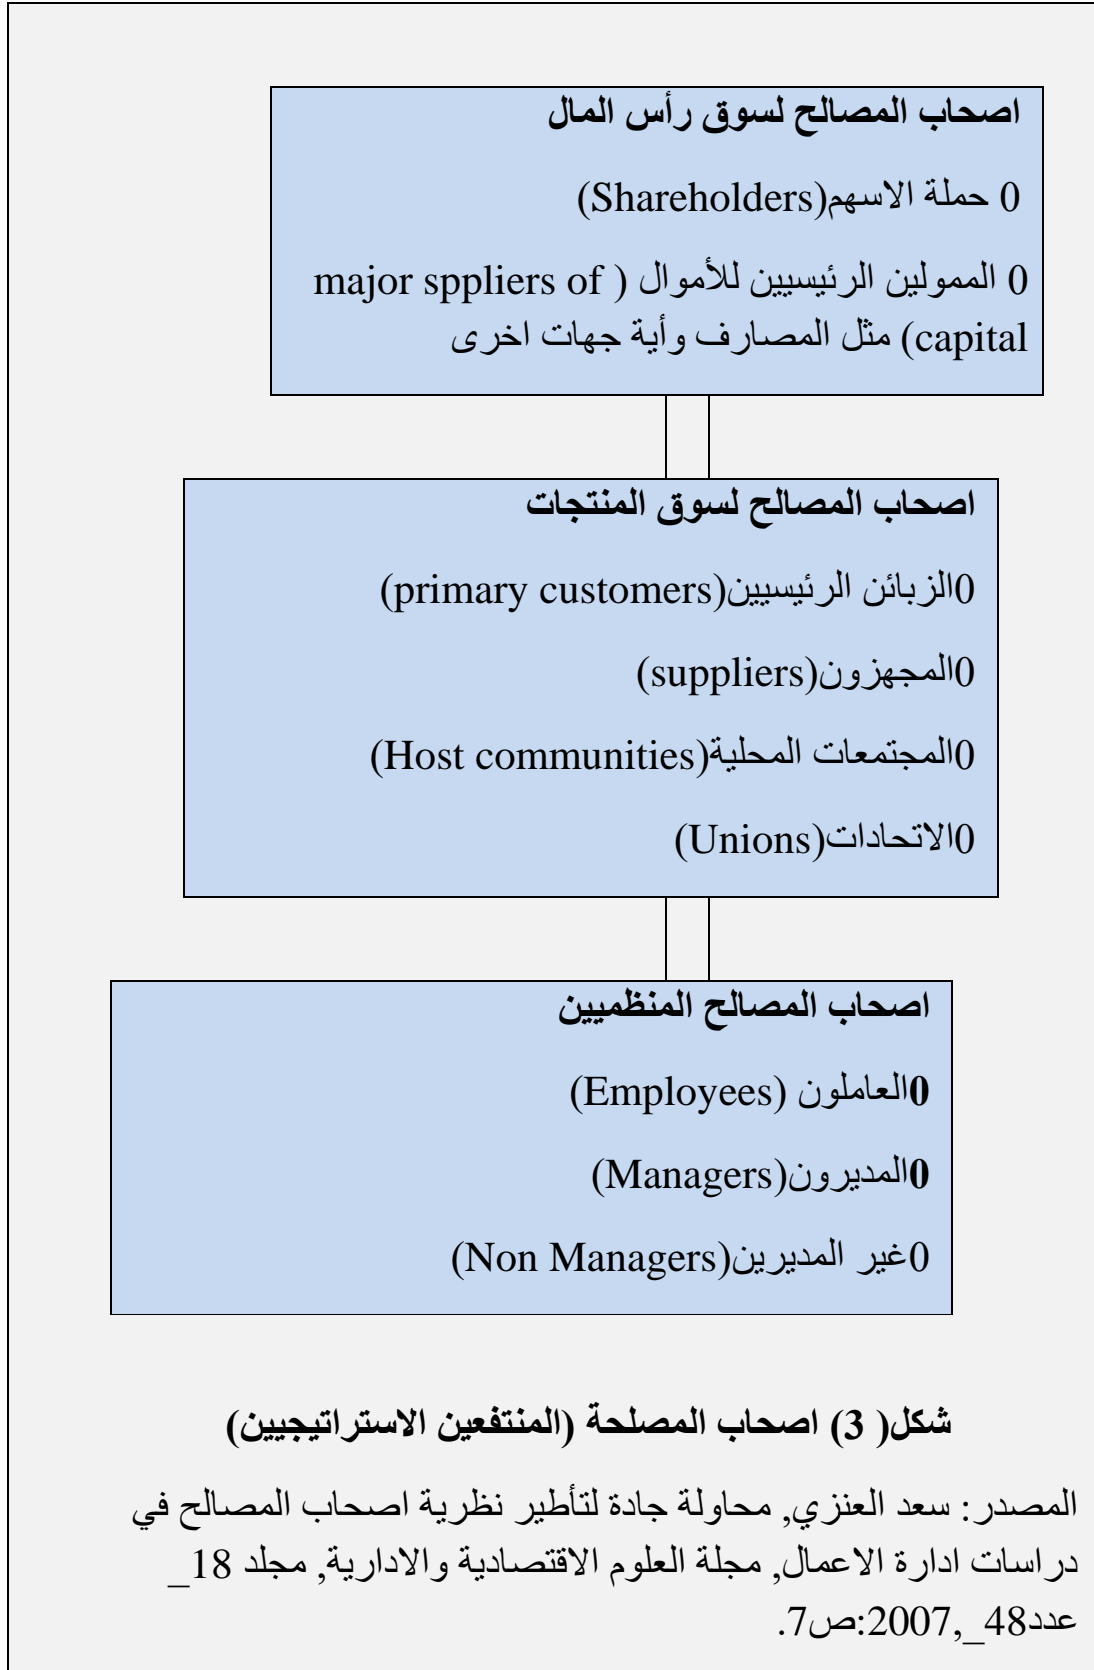 اصحاب المصالح لسوق رأس المال
0 حملة الاسهم(Shareholders)
0 الممولين الرئيسيين للأموال ( major sppliers of
capital) مثل المصارف وأية جهات اخرى
اصحاب المصالح لسوق المنتجات
0الزبائن الرئيسيين(primary customers)
0المجهزون(suppliers)
0المجتمعات المحلية(Host communities)
0الاتحادات(Unions)
اصحاب المصالح المنظميين
0العاملون (Employees)
0المديرون(Managers)
0غير المديرين(Non Managers)
شكل( 3) اصحاب المصلحة (المنتفعين الاستراتيجيين)
المصدر: سعد العنزي, محاولة جادة لتأطير نظرية اصحاب المصالح في
دراسات ادارة الاعمال, مجلة العلوم الاقتصادية والادارية, مجلد 18_
عدد48_,2007:ص7.